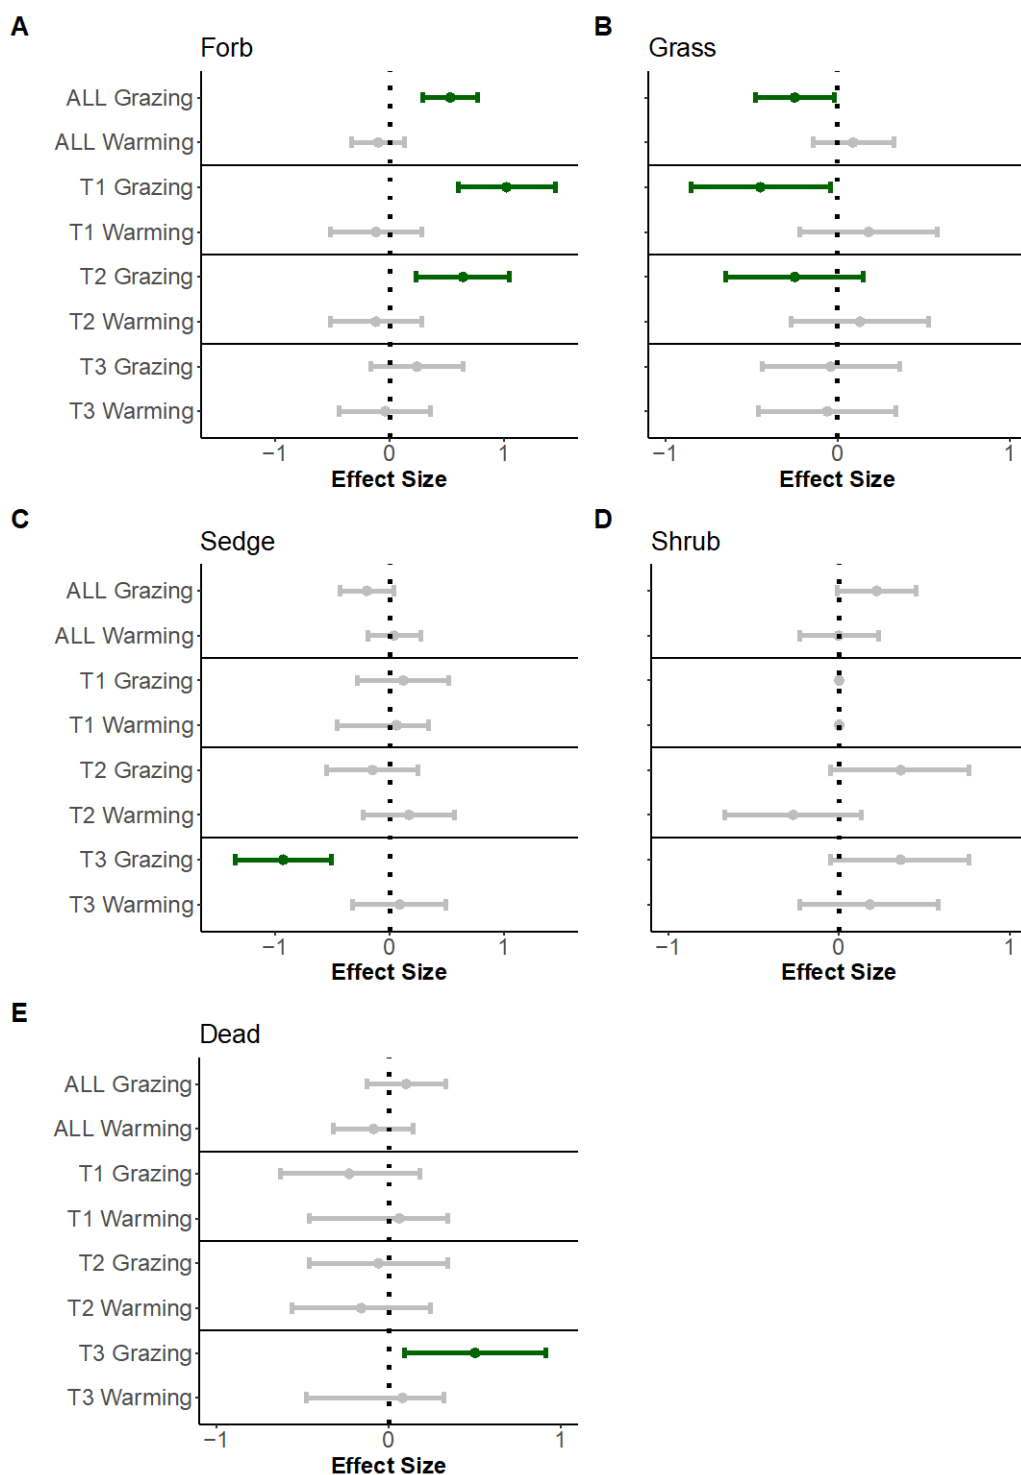 A
Forb
ALL Grazing
ALL Warming
T1 Grazing
T1 Warming
T2 Grazing
T2 Warming
T3 Grazing
T3 Warming
−1 0 1
Effect Size
B
Grass
−1 0 1
Effect Size
C
Sedge
ALL Grazing
ALL Warming
T1 Grazing
T1 Warming
T2 Grazing
T2 Warming
T3 Grazing
T3 Warming
−1 0 1
Effect Size
D
Shrub
−1 0 1
Effect Size
E
Dead
ALL Grazing
ALL Warming
T1 Grazing
T1 Warming
T2 Grazing
T2 Warming
T3 Grazing
T3 Warming
−1 0 1
Effect Size